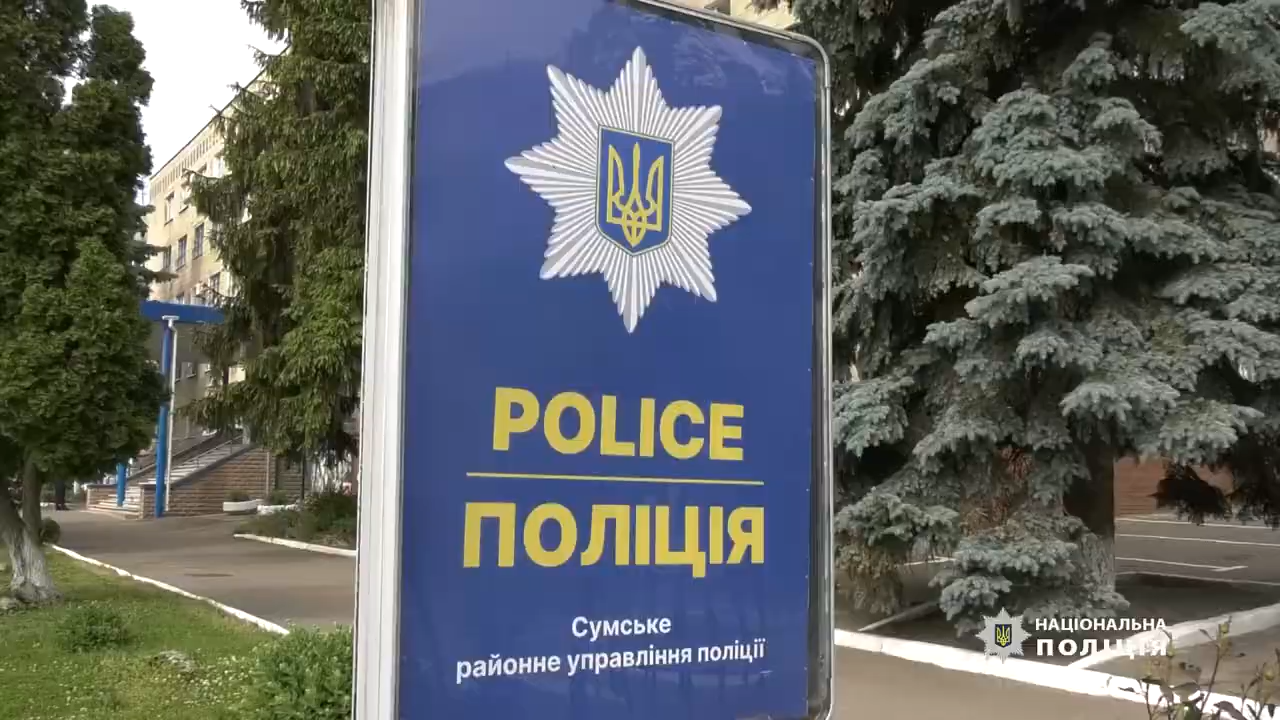 POLICE
ПОЛІЦІЯ
Сумське
районне управління поліції
НАЦІОНАЛЬНА
ПОЛІЦІЯ